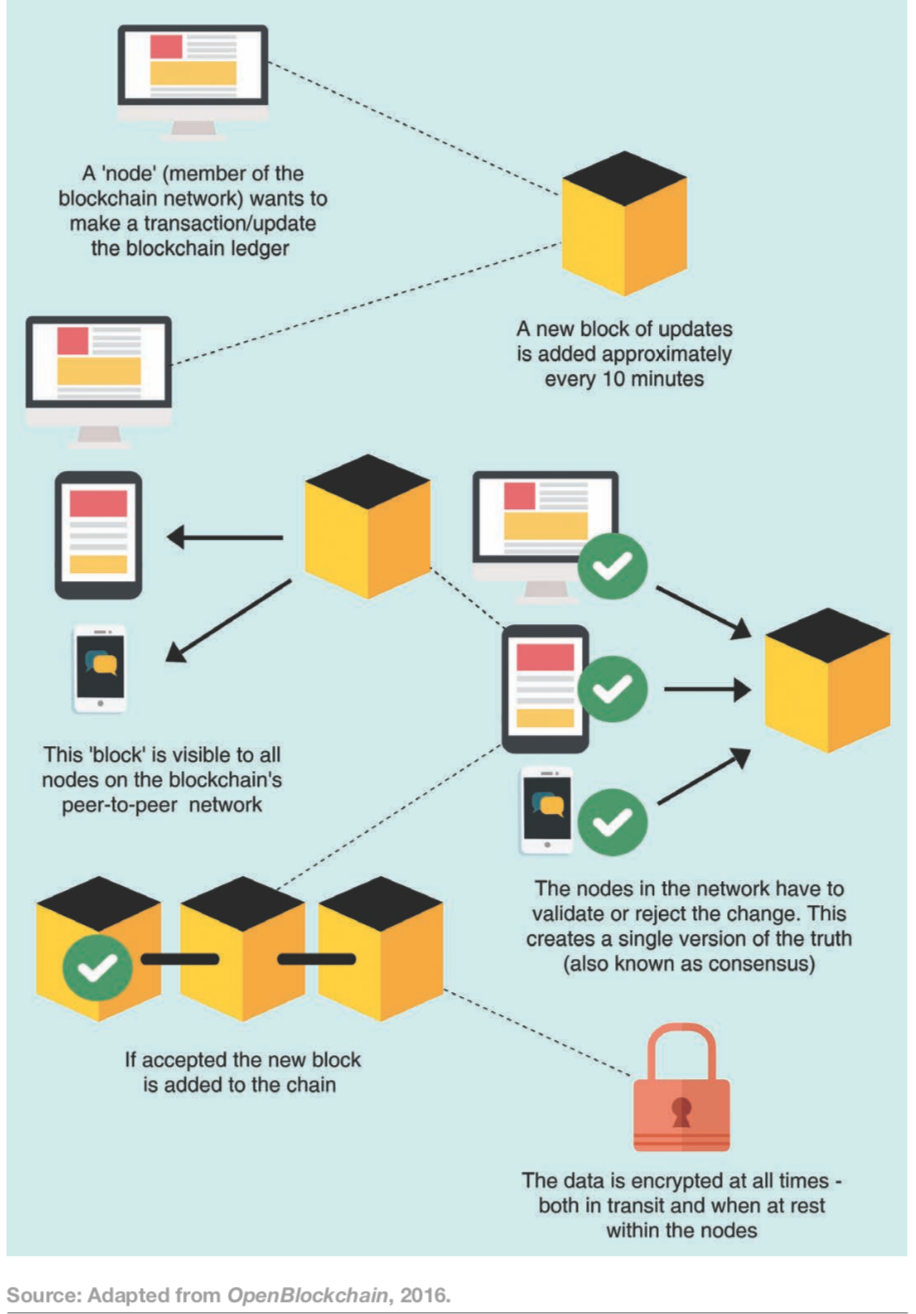 A 'node' (member of the
blockchain network) wants to
make a transaction/update
the blockchain ledger
A new block of updates
is added approximately
every 10 minutes
This 'block' is visible to all
nodes on the blockchain's
peer-to-peer network
The nodes in the network have to
validate or reject the change. This
creates a single version of the truth
(also known as consensus)
If accepted the new block
is added to the chain
The data is encrypted at all times -
both in transit and when at rest
within the nodes
Source: Adapted from OpenBlockchain, 2016.